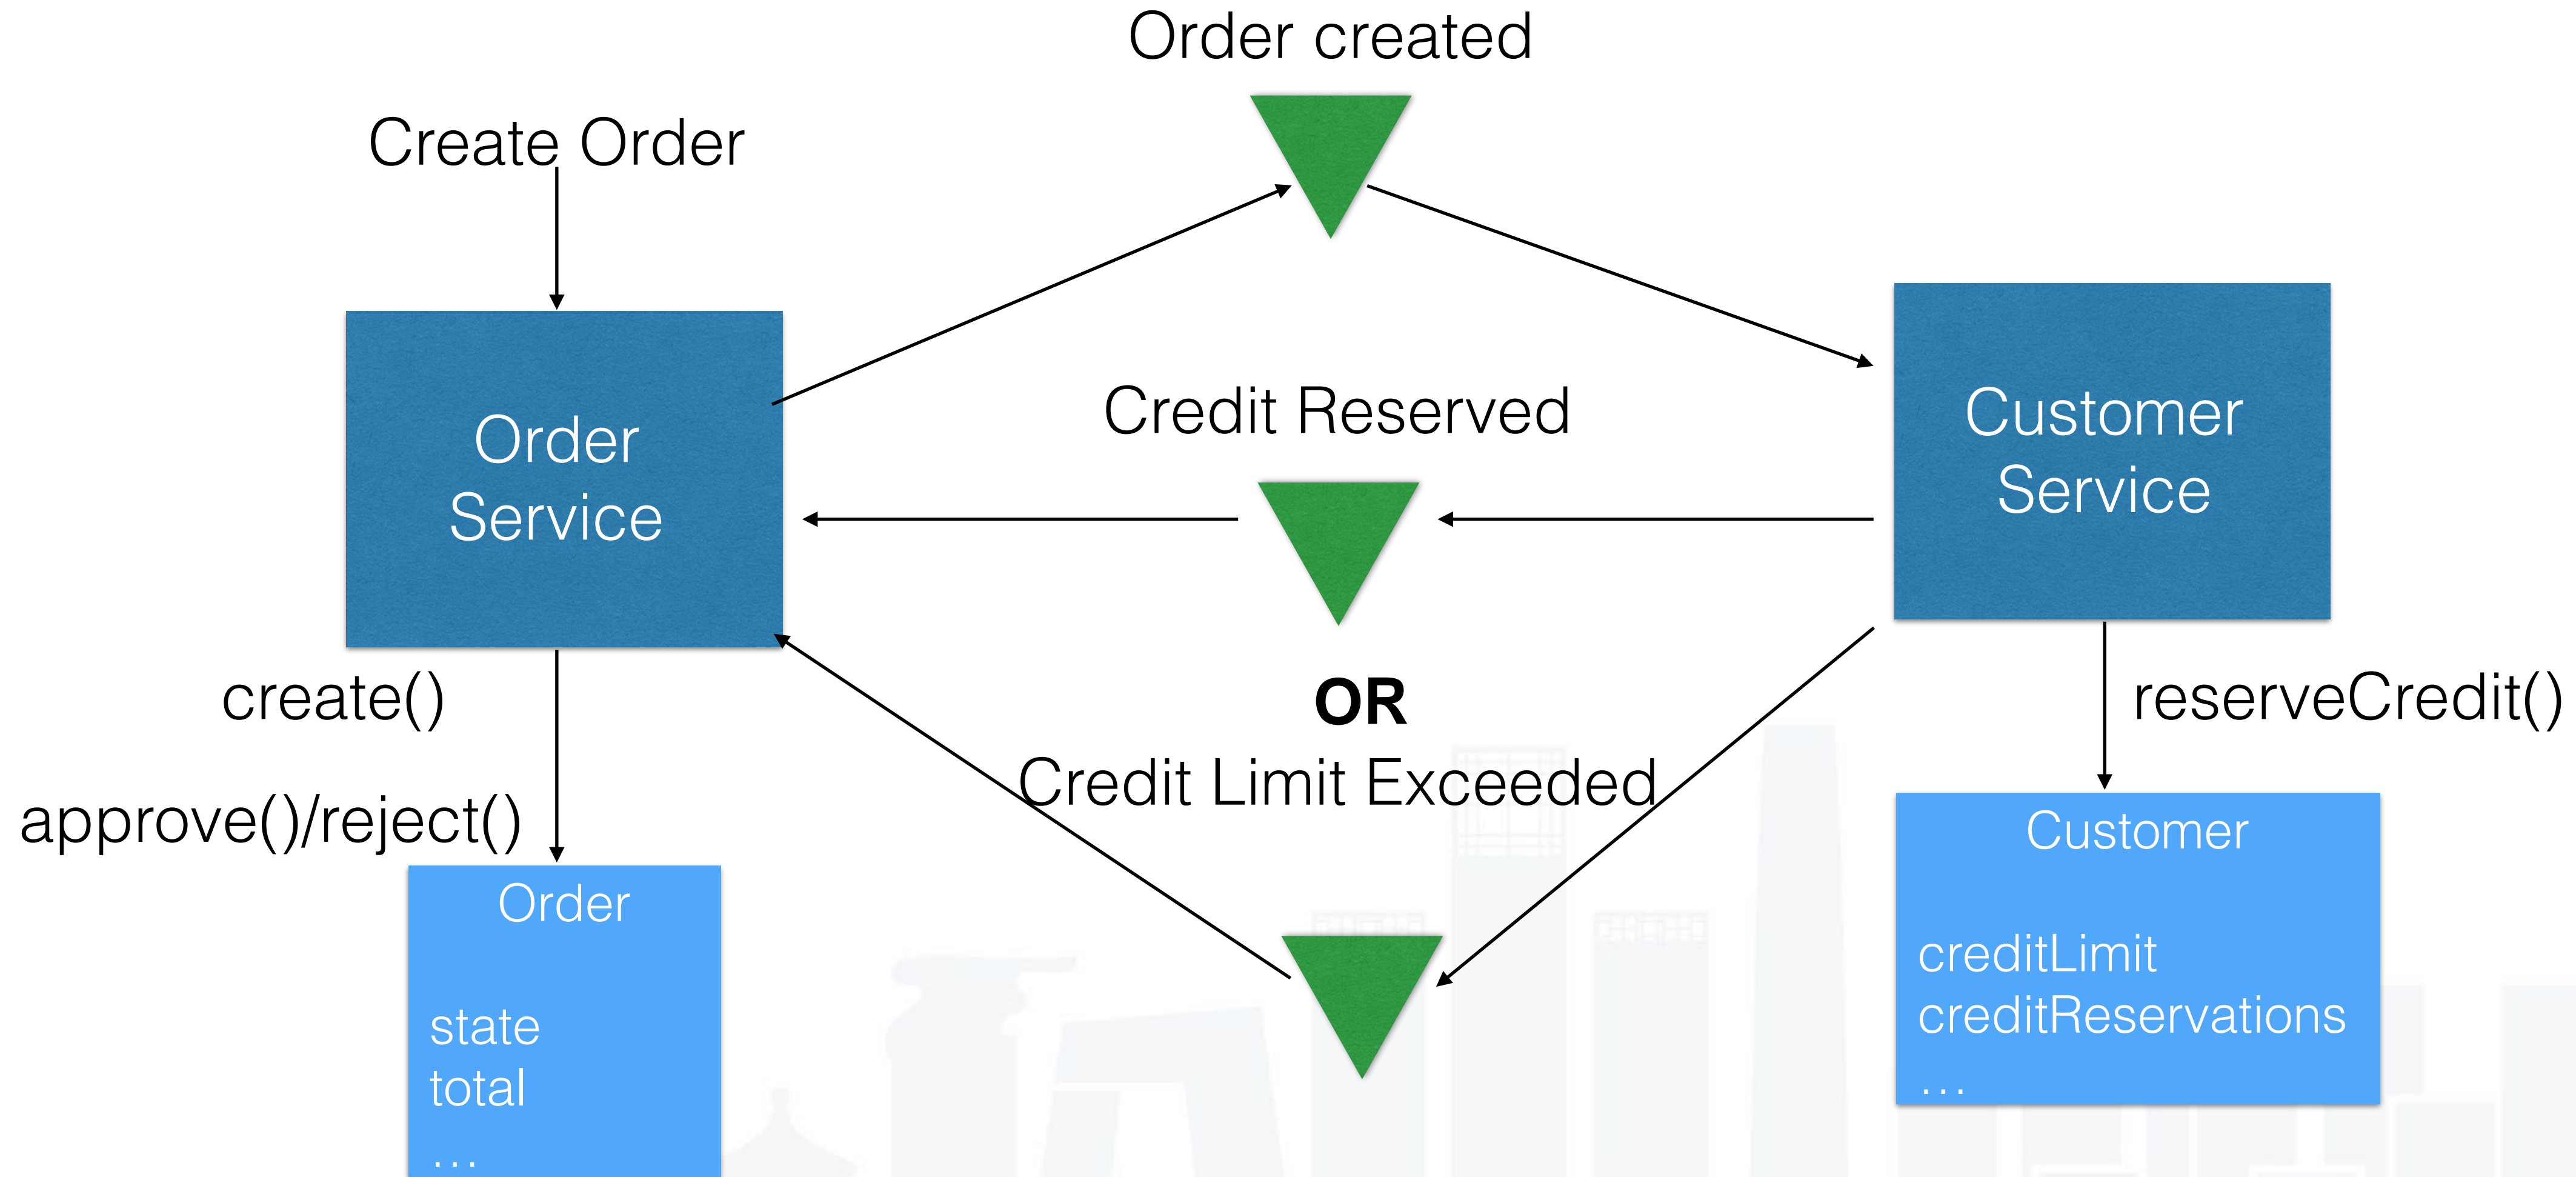 Order created
Create Order
Order
Service
Credit Reserved
Customer
Service
create()
approve()/reject()
OR
Credit Limit Exceeded
reserveCredit()
Order
state
total
...
Customer
creditLimit
creditReservations
...